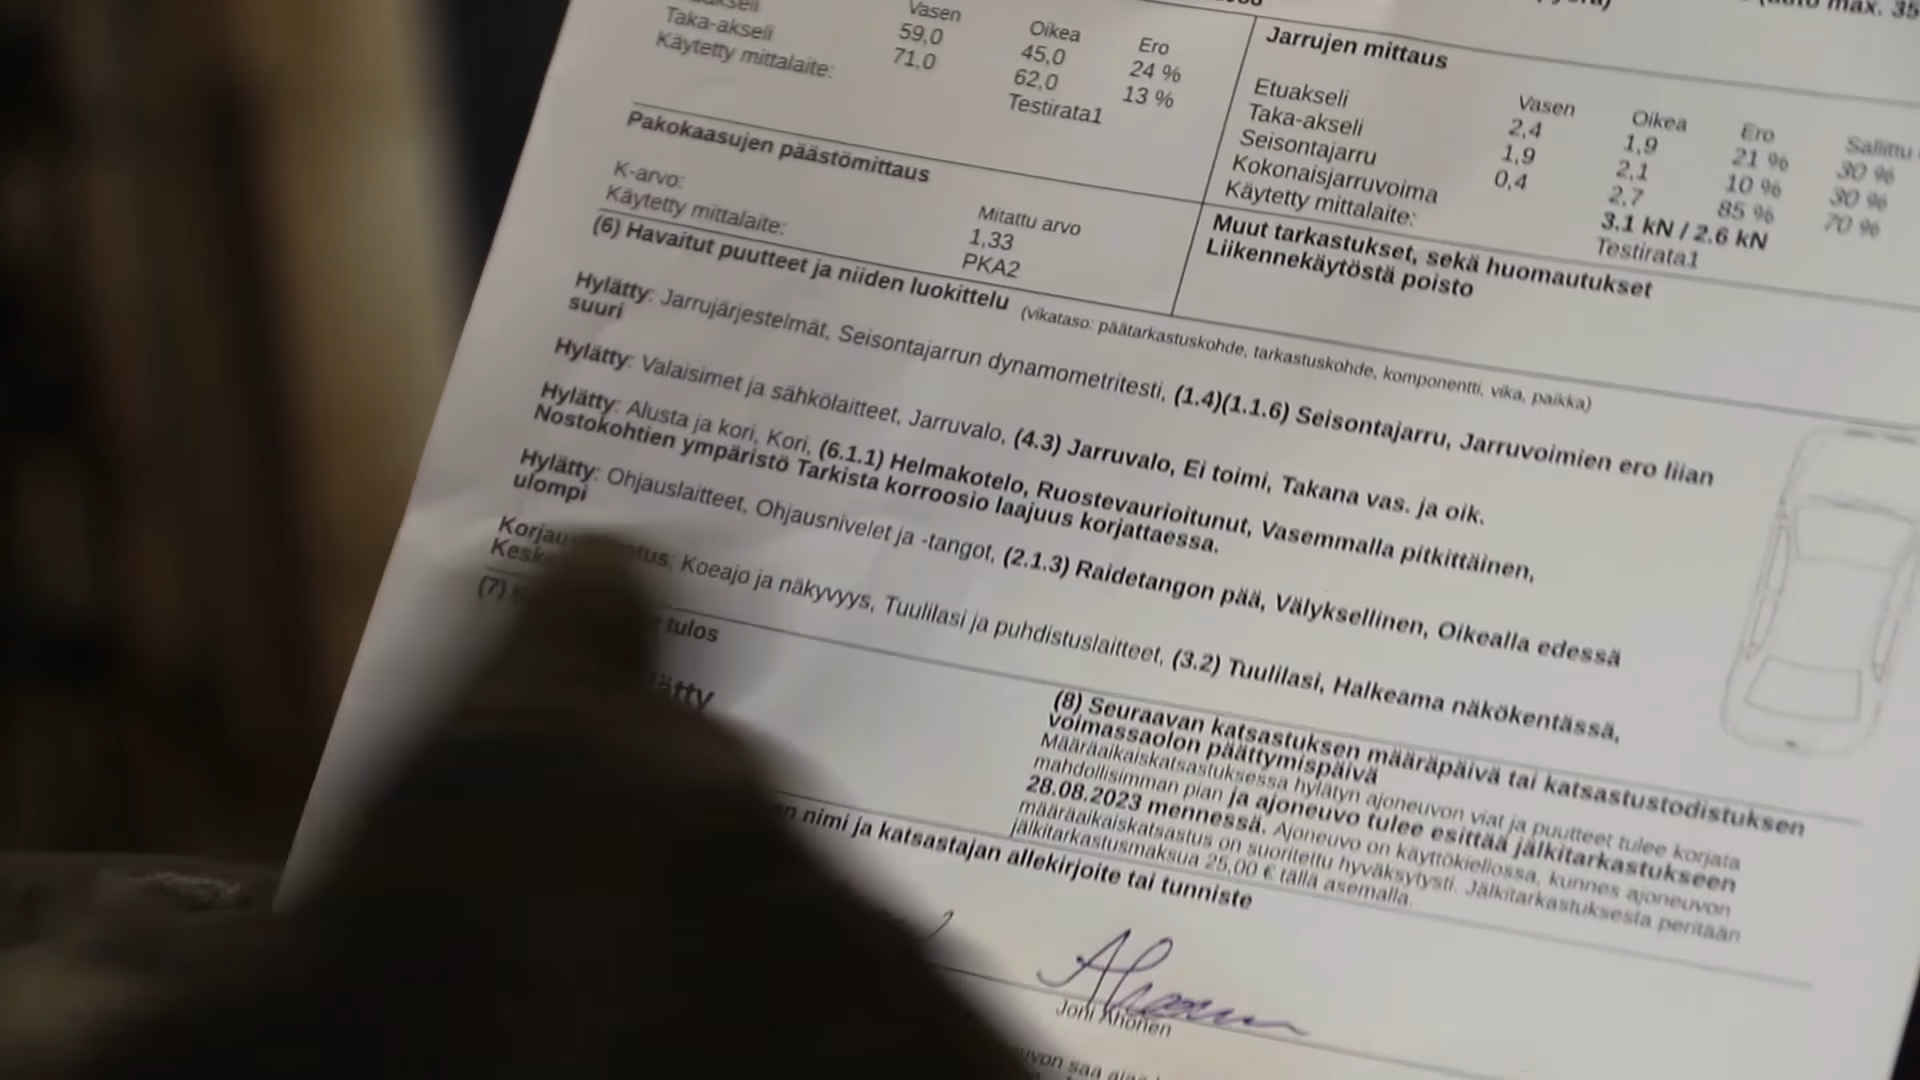 (auto max. 35
Vasen Oikea Ero
Taka-akseli 59,0 45,0 24 %
Käytetty mittalaite: 71,0 62,0 13 %
Testirata1
Jarrujen mittaus
Vasen Oikea Ero Sallittu
Etuakseli 2,4 1,9 21 % 30 %
Taka-akseli 1,9 2,1 10 % 30 %
Seisontajarru 0,4 2,7 85 % 70 %
Kokonaisjarruvoima 3.1 kN / 2.6 kN
Käytetty mittalaite: Testirata1
Pakokaasujen päästömittaus
Mitattu arvo
K-arvo: 1,33
Käytetty mittalaite: PKA2
Muut tarkastukset, sekä huomautukset
Liikennekäytöstä poisto
(6) Havaitut puutteet ja niiden luokittelu (vikataso: päätarkastuskohde, tarkastuskohde, komponentti, vika, paikka)
Hylätty: Jarrujärjestelmät, Seisontajarrun dynamometritesti, (1.4)(1.1.6) Seisontajarru, Jarruvoimien ero liian
suuri
Hylätty: Valaisimet ja sähkölaitteet, Jarruvalo, (4.3) Jarruvalo, Ei toimi, Takana vas. ja oik.
Hylätty: Alusta ja kori, Kori, (6.1.1) Helmakotelo, Ruostevaurioitunut, Vasemmalla pitkittäinen,
Nostokohtien ympäristö Tarkista korroosio laajuus korjattaessa.
Hylätty: Ohjauslaitteet, Ohjausnivelet ja -tangot, (2.1.3) Raidetangon pää, Välyksellinen, Oikealla edessä
ulompi
Koeajo ja näkyvyys, Tuulilasi ja puhdistuslaitteet, (3.2) Tuulilasi, Halkeama näkökentässä,
(7) tulos
(8) Seuraavan katsastuksen määräpäivä tai katsastustodistuksen
voimassaolon päättymispäivä
Määräaikaiskatsastuksessa hylätyn ajoneuvon viat ja puutteet tulee korjata
mahdollisimman pian ja ajoneuvo tulee esittää jälkitarkastukseen
28.08.2023 mennessä. Ajoneuvo on käyttökiellossa, kunnes ajoneuvon
määräaikaiskatsastus on suoritettu hyväksytysti. Jälkitarkastuksesta peritään
jälkitarkastusmaksua 25,00 € tällä asemalla.
nimi ja katsastajan allekirjoite tai tunniste
Joni Ahonen